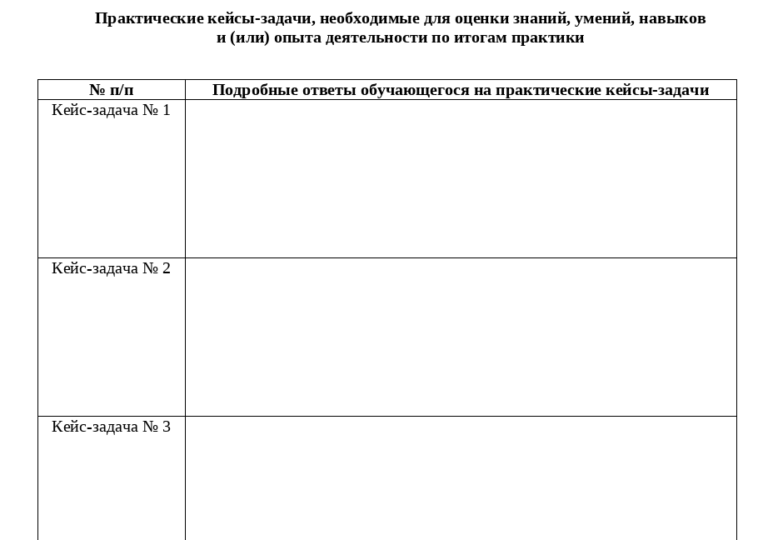 Практические кейсы-задачи, необходимые для оценки знаний, умений, навыков
и (или) опыта деятельности по итогам практики
№ п/п Подробные ответы обучающегося на практические кейсы-задачи
Кейс-задача № 1
Кейс-задача № 2
Кейс-задача № 3